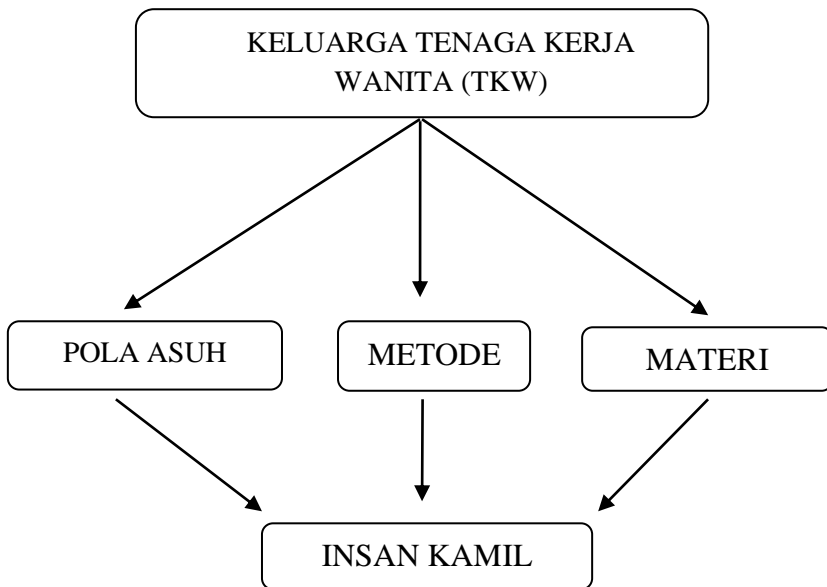 KELUARGA TENAGA KERJA
WANITA (TKW)
POLA ASUH
METODE
MATERI
INSAN KAMIL